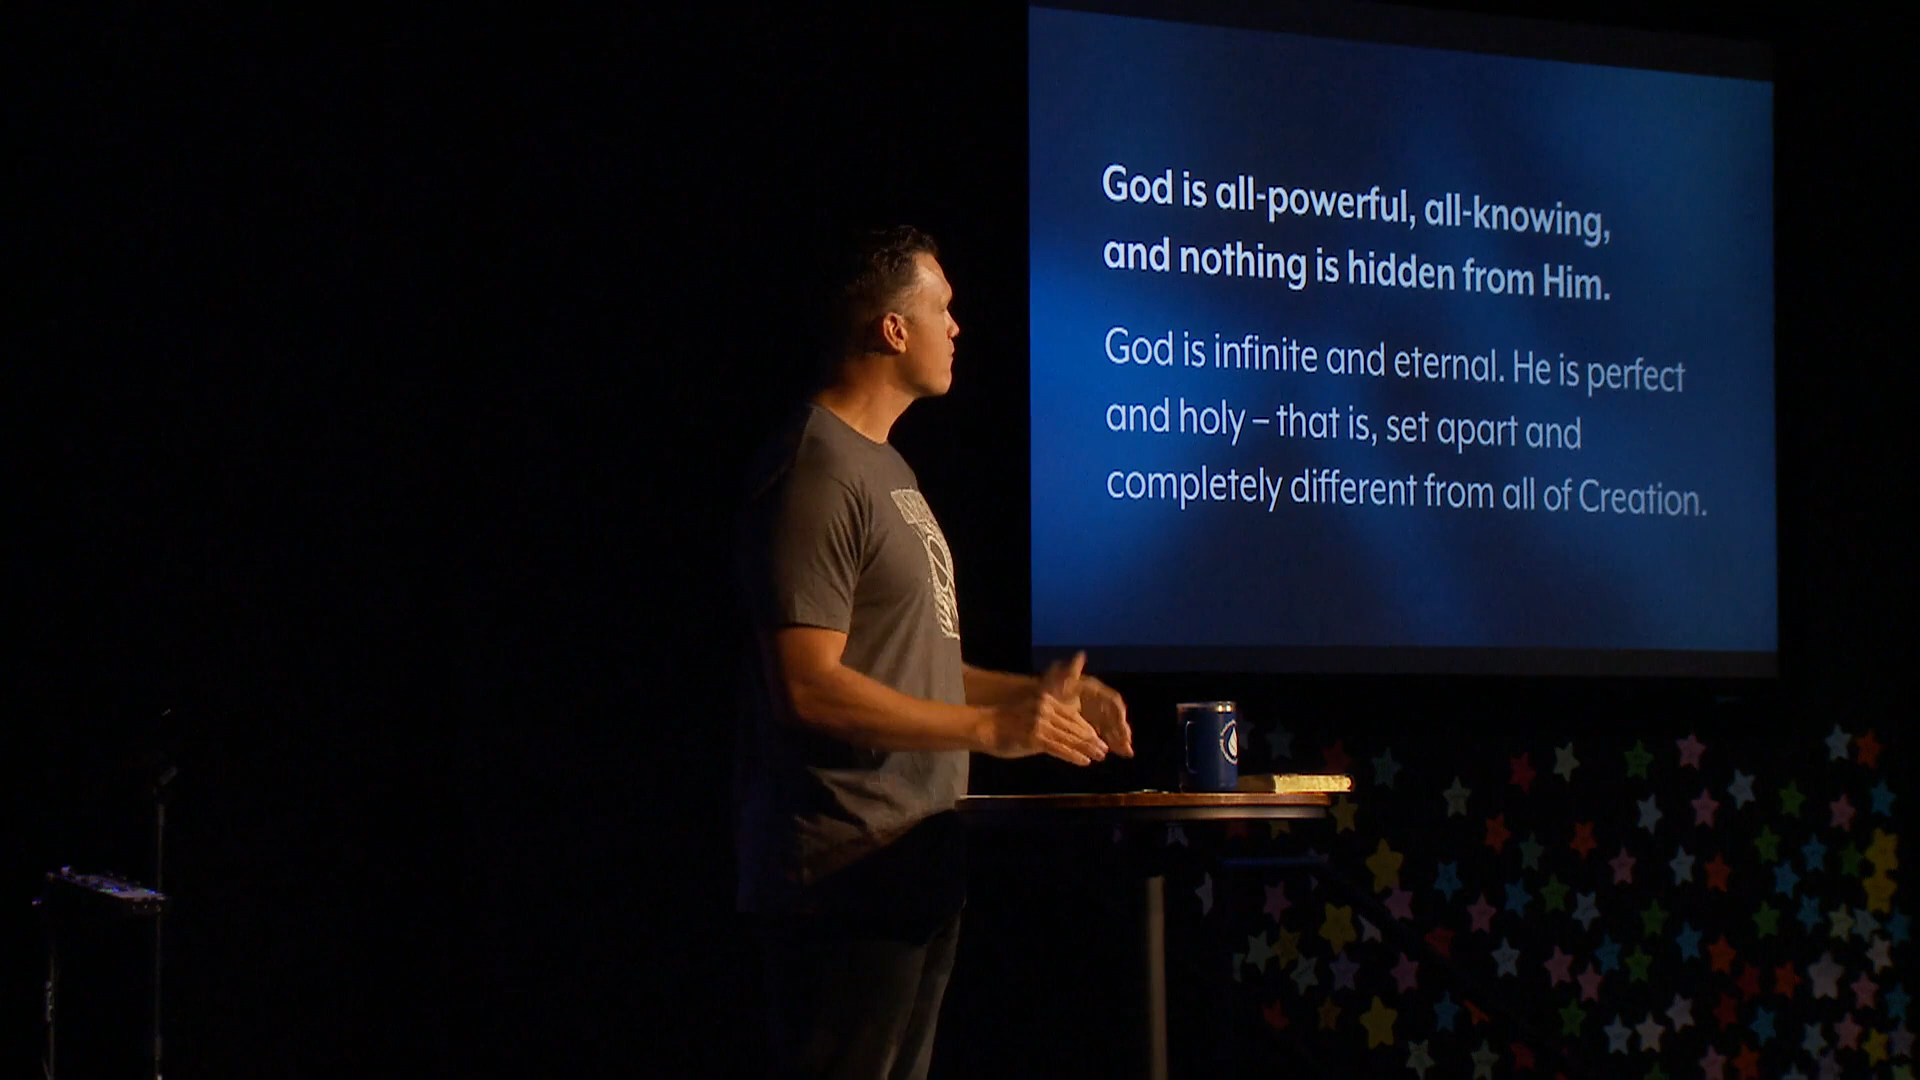 God is all-powerful, all-knowing,
and nothing is hidden from Him.
God is infinite and eternal. He is perfect
and holy – that is, set apart and
completely different from all of Creation.